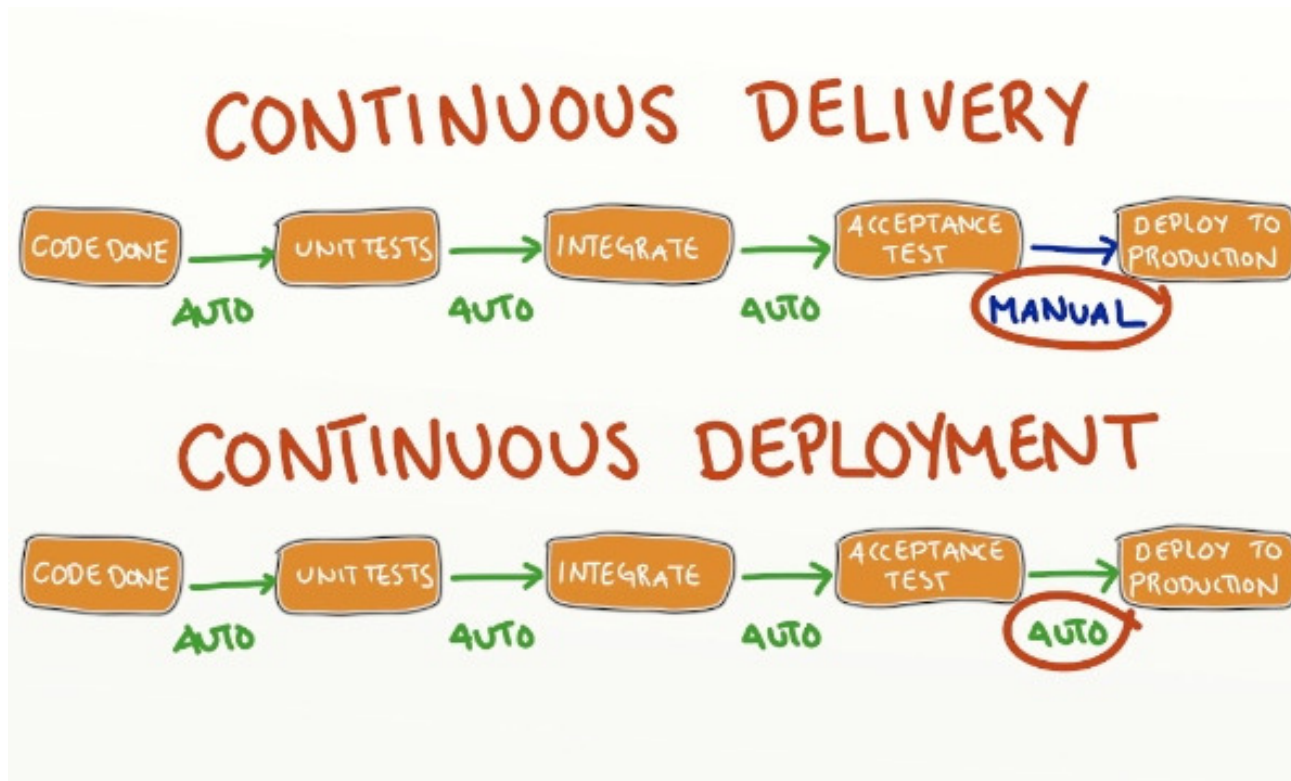 CONTINUOUS DELIVERY
CODE DONE
UNIT TESTS
INTEGRATE
ACCEPTANCE
TEST
DEPLOY TO
PRODUCTION
AUTO
AUTO
AUTO
MANUAL
CONTINUOUS DEPLOYMENT
CODE DONE
UNIT TESTS
INTEGRATE
ACCEPTANCE
TEST
DEPLOY TO
PRODUCTION
AUTO
AUTO
AUTO
AUTO